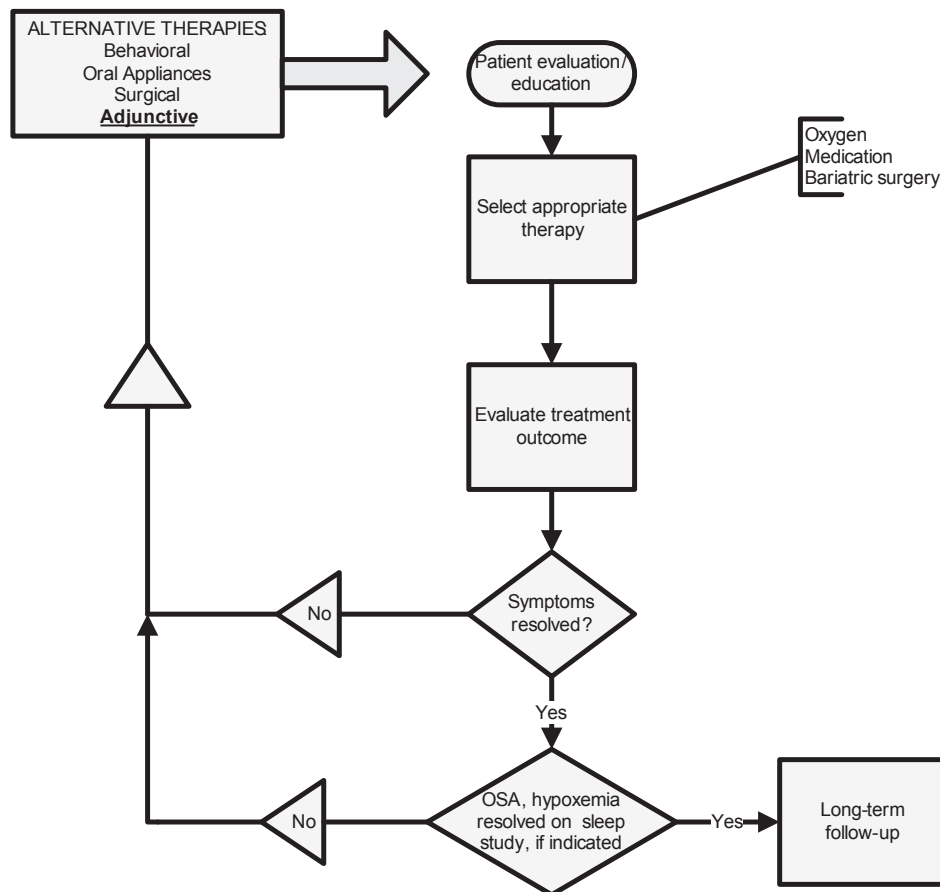 ALTERNATIVE THERAPIES:
Behavioral
Oral Appliances
Surgical
Adjunctive
Patient evaluation/
education
Oxygen
Medication
Bariatric surgery
Select appropriate
therapy
Evaluate treatment
outcome
Symptoms
resolved?
No
Yes
OSA, hypoxemia
resolved on sleep
study, if indicated
No
Yes
Long-term
follow-up